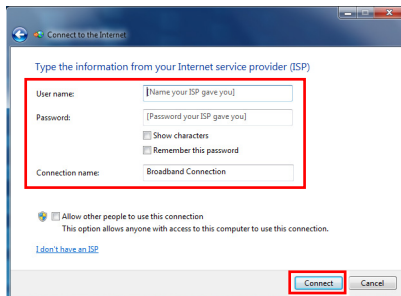 Connect to the Internet
Type the information from your Internet service provider (ISP)
User name: [Name your ISP gave you]
Password: [Password your ISP gave you]
Show characters
Remember this password
Connection name: Broadband Connection
Allow other people to use this connection
This option allows anyone with access to this computer to use this connection.
I don't have an ISP
Connect Cancel